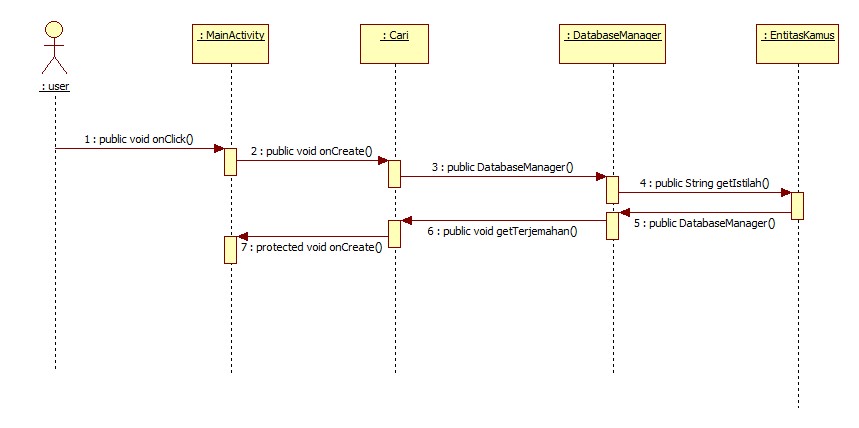 : MainActivity
: Cari
: DatabaseManager
: EntitasKamus
: user
1 : public void onClick()
2 : public void onCreate()
3 : public DatabaseManager()
4 : public String getIstilah()
5 : public DatabaseManager()
6 : public void getTerjemahan()
7 : protected void onCreate()